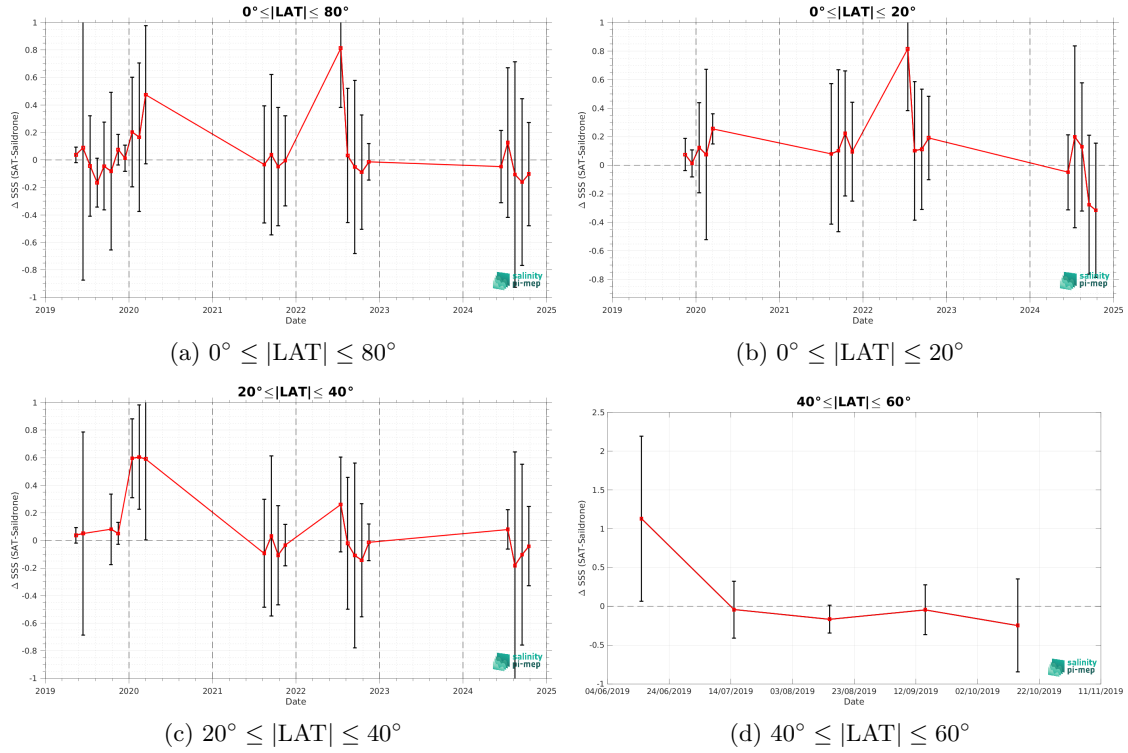 0°≤|LAT|≤ 80°
1
0.8
0.6
0.4
0.2
0
-0.2
-0.4
-0.6
-0.8
-1
Δ SSS (SAT-Saildrone)
2019
2020
2021
2022
2023
2024
2025
Date
salinity
pi-mep
(a) 0° ≤ |LAT| ≤ 80°
0°≤|LAT|≤ 20°
1
0.8
0.6
0.4
0.2
0
-0.2
-0.4
-0.6
-0.8
Δ SSS (SAT-Saildrone)
2019
2020
2021
2022
2023
2024
2025
Date
salinity
pi-mep
(b) 0° ≤ |LAT| ≤ 20°
20°≤|LAT|≤ 40°
1
0.8
0.6
0.4
0.2
0
-0.2
-0.4
-0.6
-0.8
-1
Δ SSS (SAT-Saildrone)
2019
2020
2021
2022
2023
2024
2025
Date
salinity
pi-mep
(c) 20° ≤ |LAT| ≤ 40°
40°≤|LAT|≤ 60°
2.5
2
1.5
1
0.5
0
-0.5
-1
Δ SSS (SAT-Saildrone)
04/06/2019
24/06/2019
14/07/2019
03/08/2019
23/08/2019
12/09/2019
02/10/2019
22/10/2019
11/11/2019
Date
salinity
pi-mep
(d) 40° ≤ |LAT| ≤ 60°